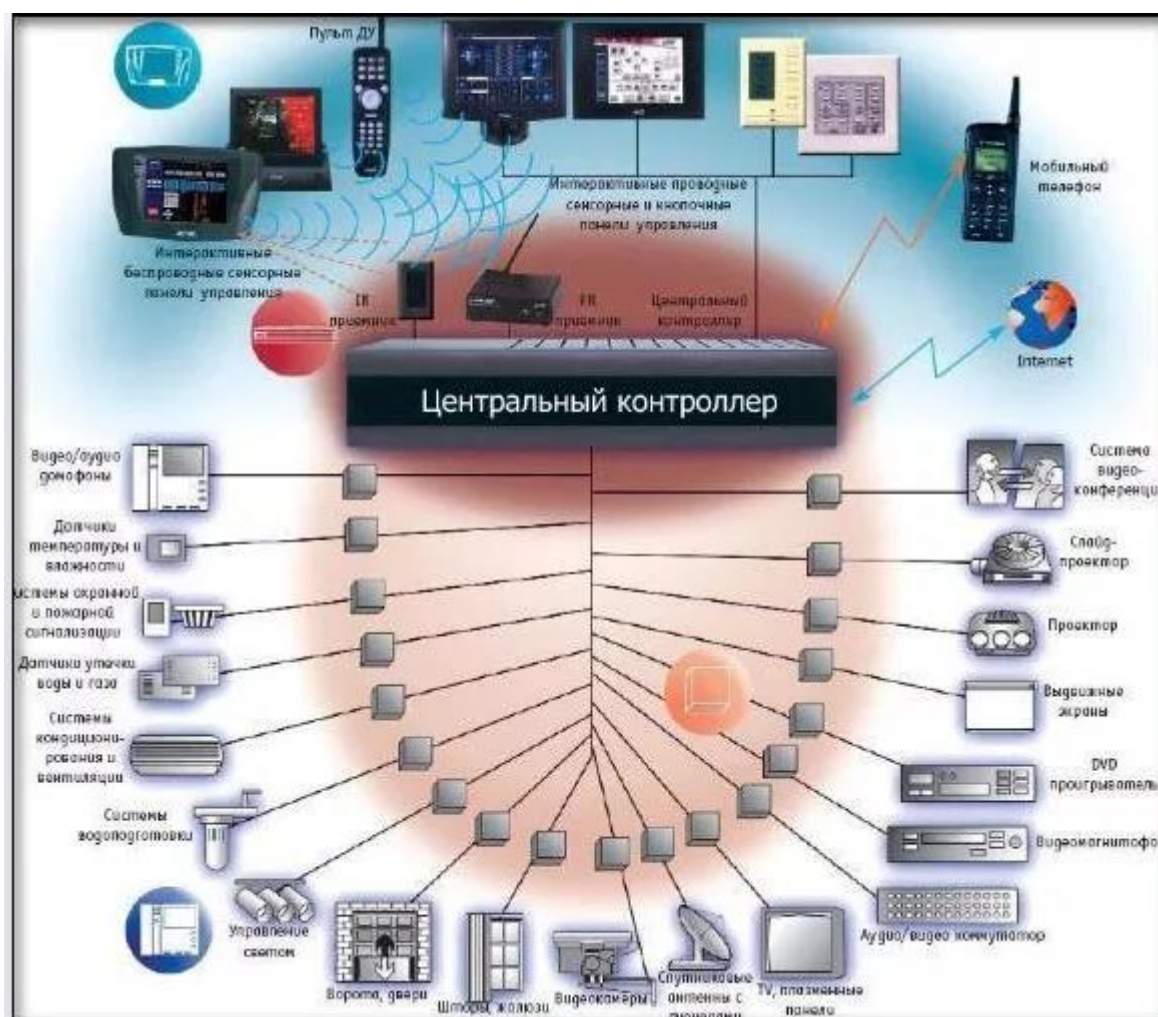 Пульт ДУ
Мобильный
телефон
Интерактивные проводные
сенсорные и кнопочные
панели управления
Интерактивные
беспроводные сенсорные
панели управления
IR
приемник
приемник
Центральный
контроллер
Internet
Центральный контроллер
Видео/аудио
домофоны
Система
видео-
конференци
Датчики
температуры и
влажности
Слайд-
проектор
истемы охранной
и пожарной
сигнализации
Проектор
Датчики утечки
воды и газа
Выдвижные
экраны
Системы
кондициони-
рования и
вентиляции
DVD
проигрыватель
Системы
водоподготовки
Видеомагнитофо
Управление
светом
Аудио/видео коммутатор
Ворота, двери
Шторы, жалюзи
Видеокамеры
Спутниковые
антенны с
TV, плазменные
панели